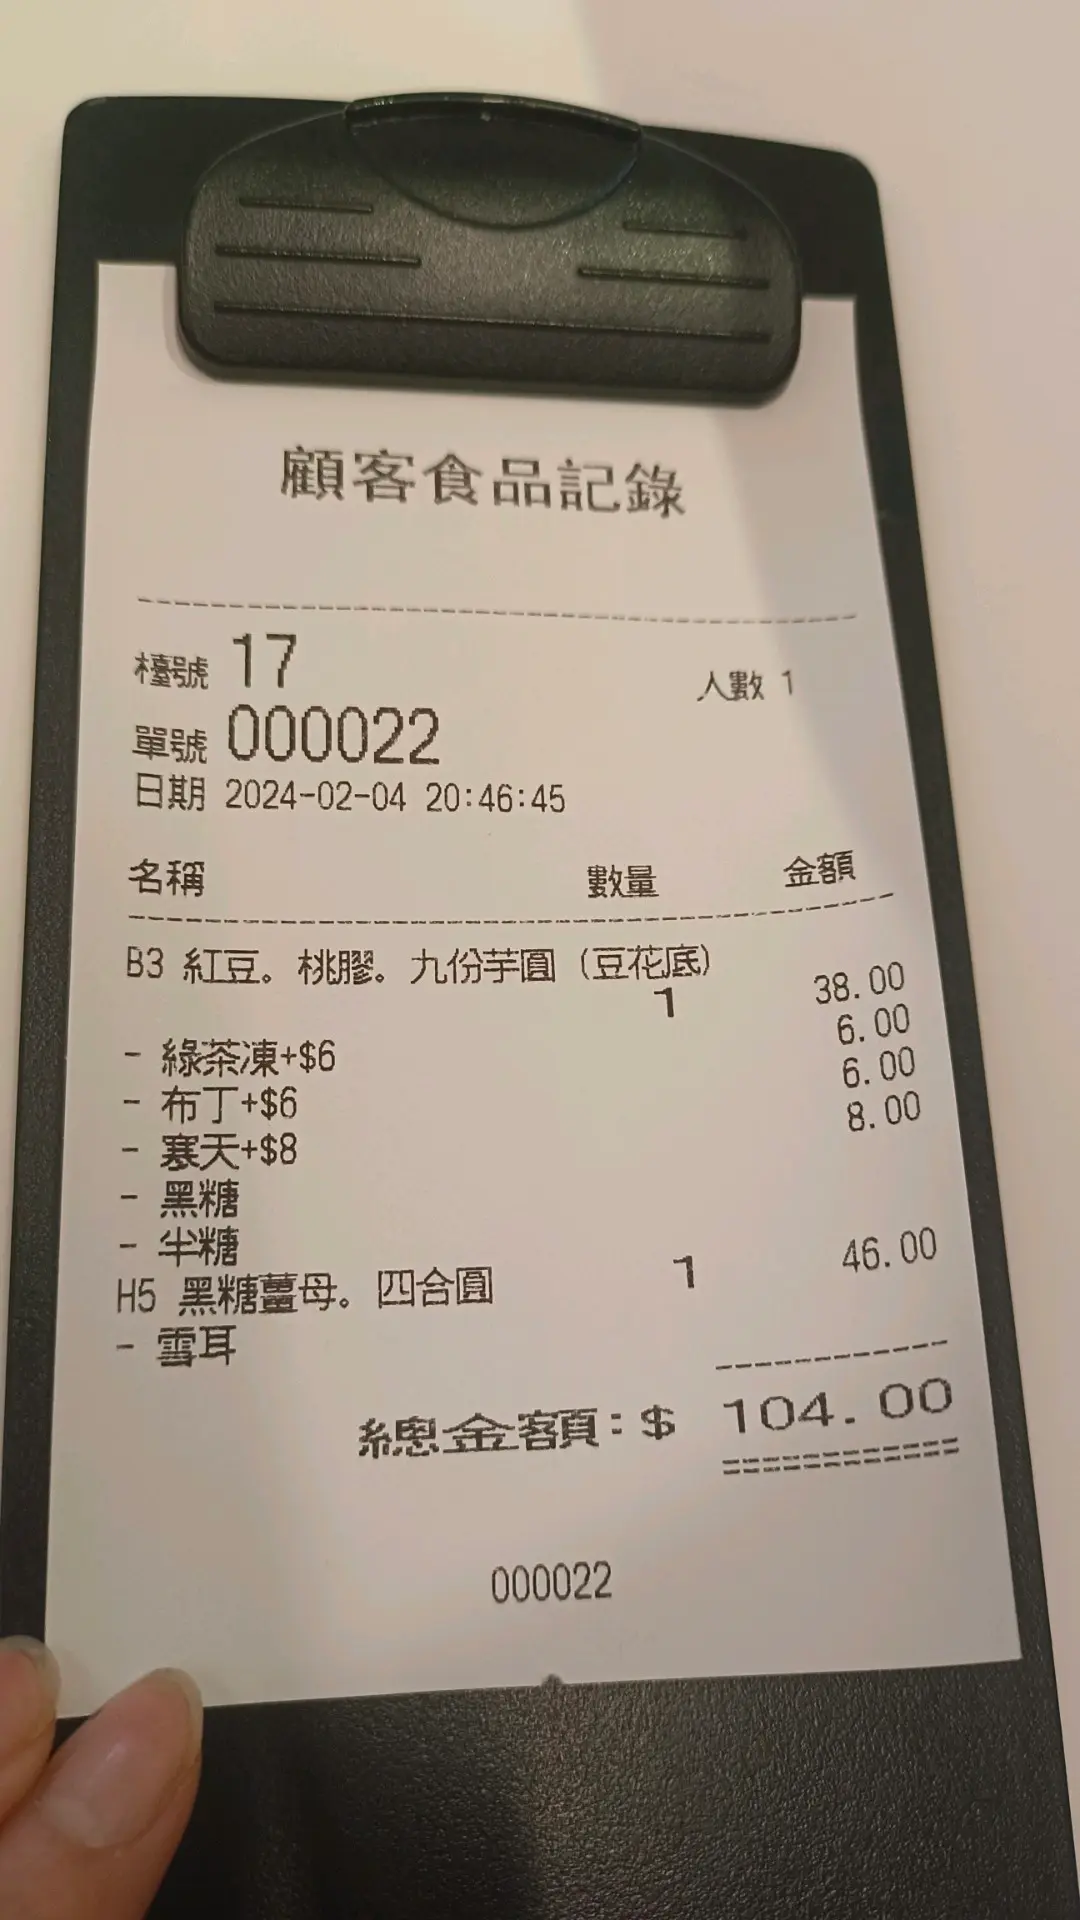 顧客食品記錄
檯號 17 人數 1
單號 000022
日期 2024-02-04 20:46:45
名稱 數量 金額
B3 紅豆。桃膠。九份芋圓（豆花底）
1 38.00
- 綠茶凍+$6 6.00
- 布丁+$6 6.00
- 寒天+$8 8.00
- 黑糖
- 半糖
H5 黑糖薑母。四合圓 1 46.00
- 雪耳
總金額:$ 104.00
000022